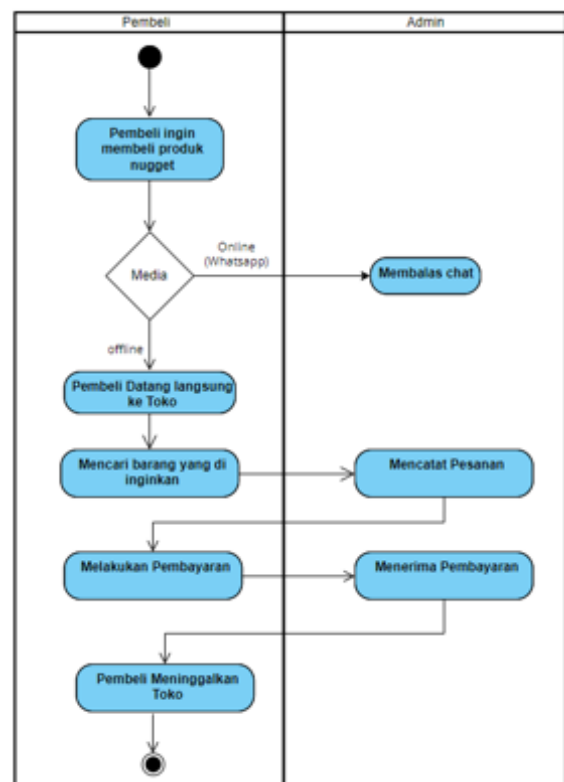 Pembeli
Admin
Pembeli ingin
membeli produk
nugget
Media
Online
(Whatsapp)
Membalas chat
offline
Pembeli Datang langsung
ke Toko
Mencari barang yang di
inginkan
Mencatat Pesanan
Melakukan Pembayaran
Menerima Pembayaran
Pembeli Meninggalkan
Toko